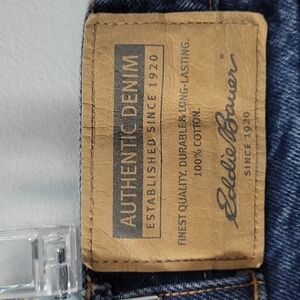 AUTHENTIC DENIM
ESTABLISHED SINCE 1920
FINEST QUALITY. DURABLE & LONG-LASTING.
100% COTTON.
Eddie Bauer®
SINCE 1920